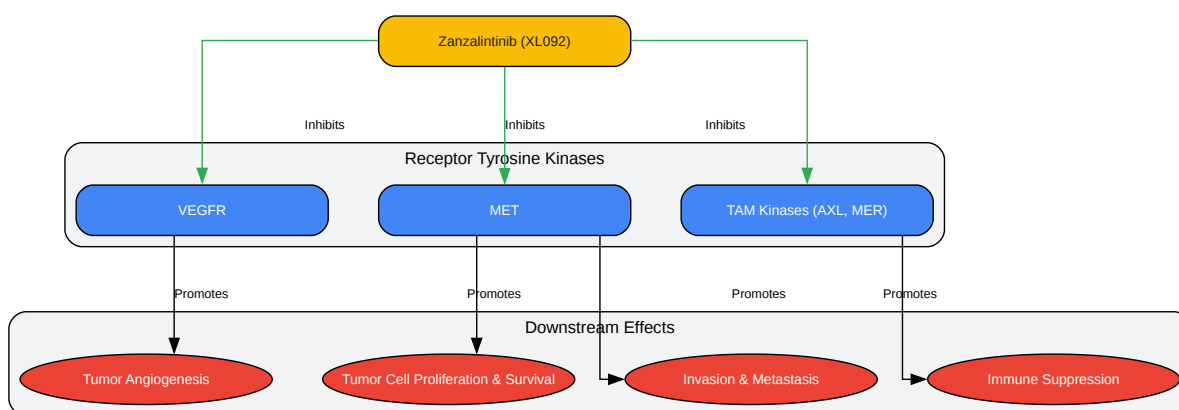 Zanzalintinib (XL092)
Inhibits
Inhibits
Inhibits
Receptor Tyrosine Kinases
VEGFR
MET
TAM Kinases (AXL, MER)
Promotes
Promotes
Promotes
Promotes
Downstream Effects
Tumor Angiogenesis
Tumor Cell Proliferation & Survival
Invasion & Metastasis
Immune Suppression